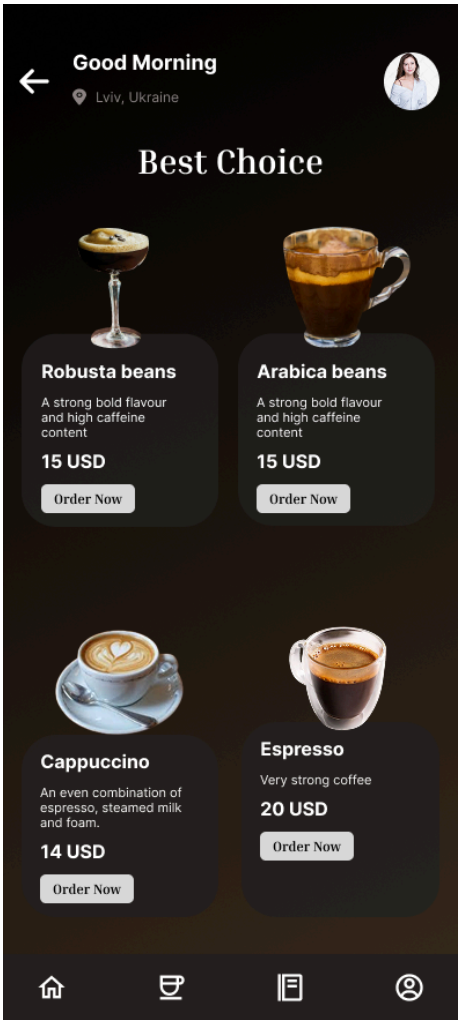 Good Morning
Lviv, Ukraine
Best Choice
Robusta beans
A strong bold flavour
and high caffeine
content
15 USD
Order Now
Arabica beans
A strong bold flavour
and high caffeine
content
15 USD
Order Now
Cappuccino
An even combination of
espresso, steamed milk
and foam.
14 USD
Order Now
Espresso
Very strong coffee
20 USD
Order Now